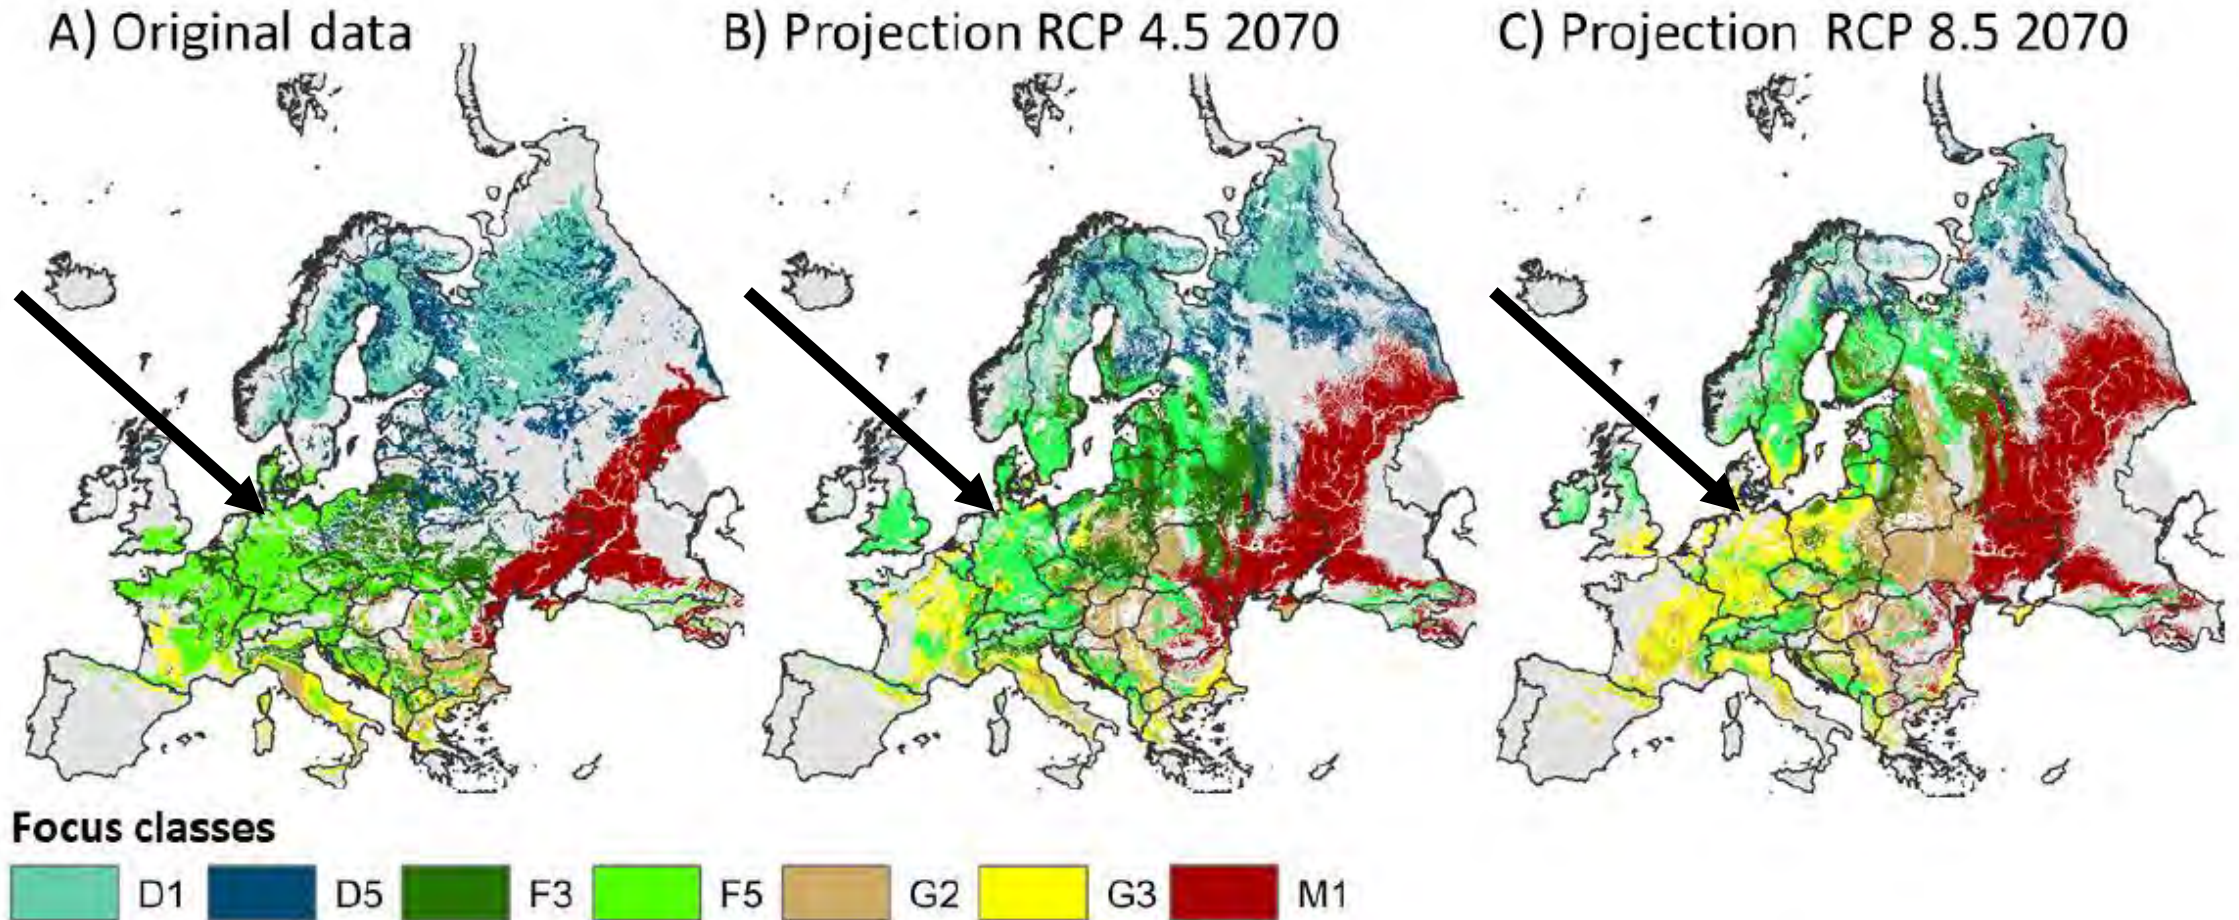 A) Original data
B) Projection RCP 4.5 2070
C) Projection RCP 8.5 2070
Focus classes
D1
D5
F3
F5
G2
G3
M1